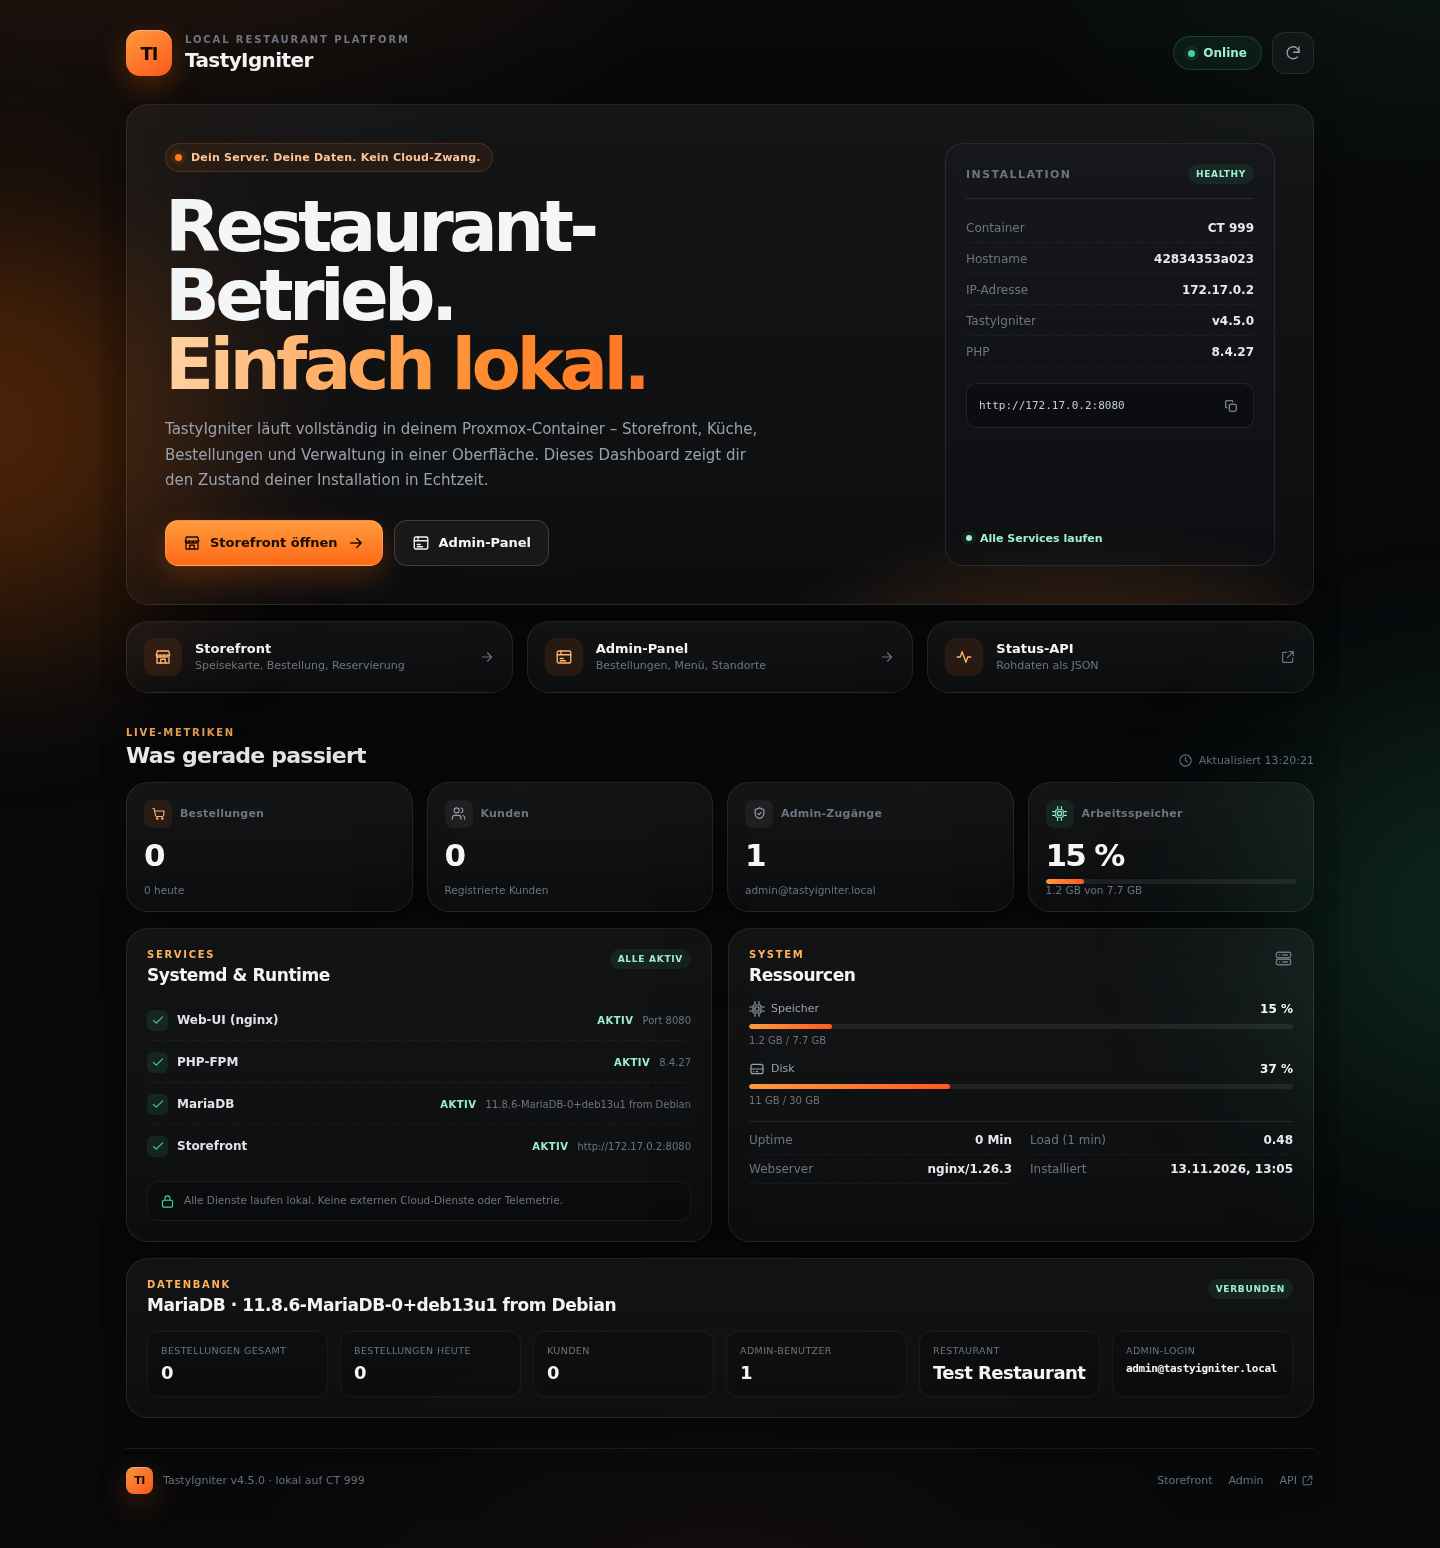 TI
LOCAL RESTAURANT PLATFORM
TastyIgniter
Online
Dein Server. Deine Daten. Kein Cloud-Zwang.
Restaurant-
Betrieb.
Einfach lokal.
TastyIgniter läuft vollständig in deinem Proxmox-Container – Storefront, Küche,
Bestellungen und Verwaltung in einer Oberfläche. Dieses Dashboard zeigt dir
den Zustand deiner Installation in Echtzeit.
Storefront öffnen
Admin-Panel
INSTALLATION HEALTHY
Container CT 999
Hostname 42834353a023
IP-Adresse 172.17.0.2
TastyIgniter v4.5.0
PHP 8.4.27
http://172.17.0.2:8080
Alle Services laufen
Storefront
Speisekarte, Bestellung, Reservierung
Admin-Panel
Bestellungen, Menü, Standorte
Status-API
Rohdaten als JSON
LIVE-METRIKEN
Was gerade passiert
Aktualisiert 13:20:21
Bestellungen
0
0 heute
Kunden
0
Registrierte Kunden
Admin-Zugänge
1
admin@tastyigniter.local
Arbeitsspeicher
15 %
1.2 GB von 7.7 GB
SERVICES
Systemd & Runtime
ALLE AKTIV
Web-UI (nginx) AKTIV Port 8080
PHP-FPM AKTIV 8.4.27
MariaDB AKTIV 11.8.6-MariaDB-0+deb13u1 from Debian
Storefront AKTIV http://172.17.0.2:8080
Alle Dienste laufen lokal. Keine externen Cloud-Dienste oder Telemetrie.
SYSTEM
Ressourcen
Speicher 15 %
1.2 GB / 7.7 GB
Disk 37 %
11 GB / 30 GB
Uptime 0 Min Load (1 min) 0.48
Webserver nginx/1.26.3 Installiert 13.11.2026, 13:05
DATENBANK
MariaDB · 11.8.6-MariaDB-0+deb13u1 from Debian
VERBUNDEN
BESTELLUNGEN GESAMT
0
BESTELLUNGEN HEUTE
0
KUNDEN
0
ADMIN-BENUTZER
1
RESTAURANT
Test Restaurant
ADMIN-LOGIN
admin@tastyigniter.local
TI
TastyIgniter v4.5.0 · lokal auf CT 999
Storefront Admin API